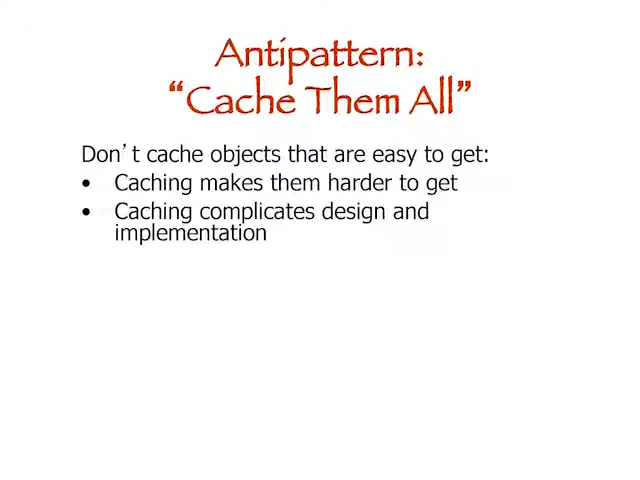 Antipattern:
“Cache Them All”
Don’t cache objects that are easy to get:
• Caching makes them harder to get
• Caching complicates design and
implementation